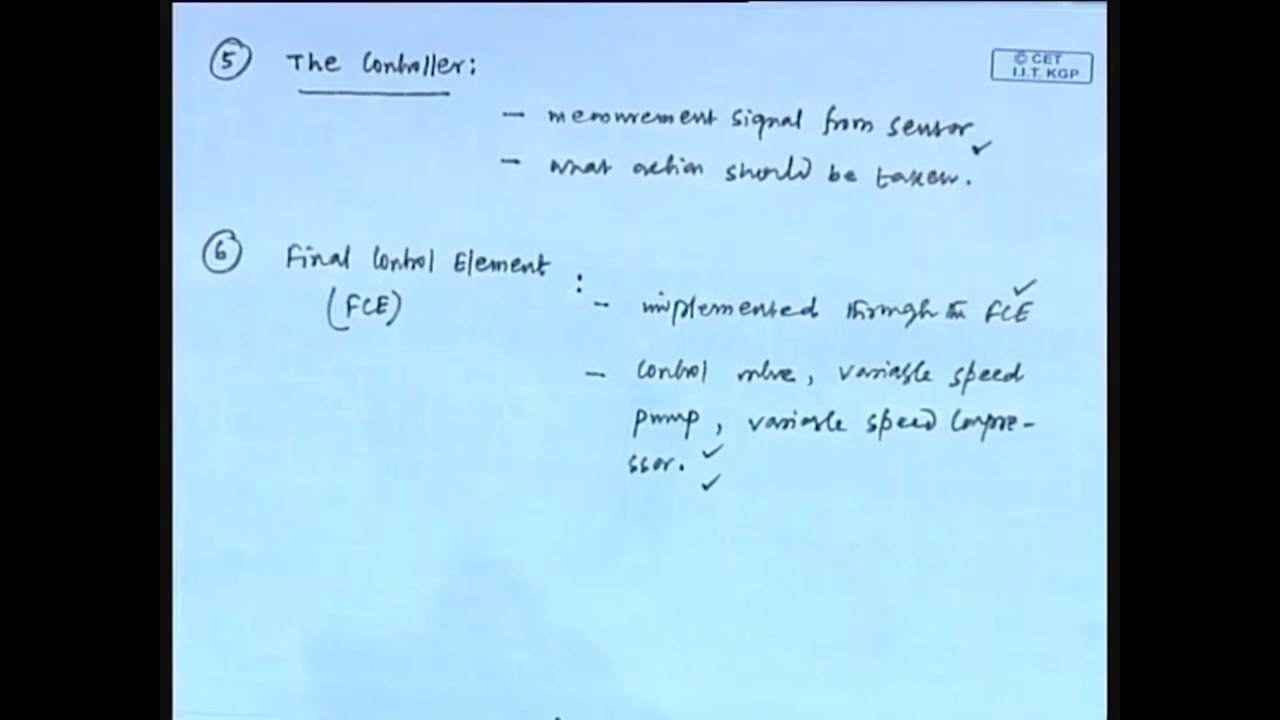 5 The Controller:
© CET
I.I.T. KGP
– measurement signal from sensor
– what action should be taken.
6 Final Control Element :
(FCE)
– implemented through the FCE
– Control valve, variable speed
pump, variable speed compre-
ssor.